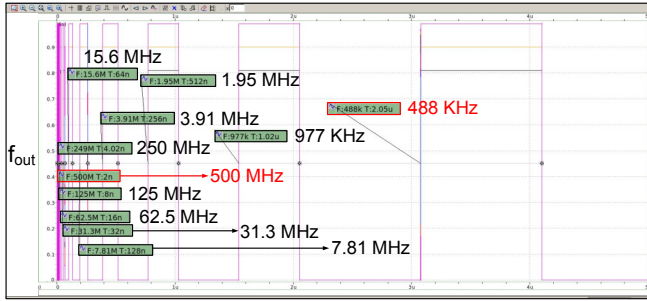 0.9
0.8
0.7
0.6
0.5
0.4
0.3
0.2
0.1
0
fout
15.6 MHz
F:15.6M T:64n
F:1.95M T:512n
1.95 MHz
F:3.91M T:256n
3.91 MHz
F:488k T:2.05u
488 KHz
F:977k T:1.02u
977 KHz
F:249M T:4.02n
250 MHz
F:500M T:2n
500 MHz
F:125M T:8n
125 MHz
F:62.5M T:16n
62.5 MHz
F:31.3M T:32n
31.3 MHz
F:7.81M T:128n
7.81 MHz
0 1u 2u 3u 4u